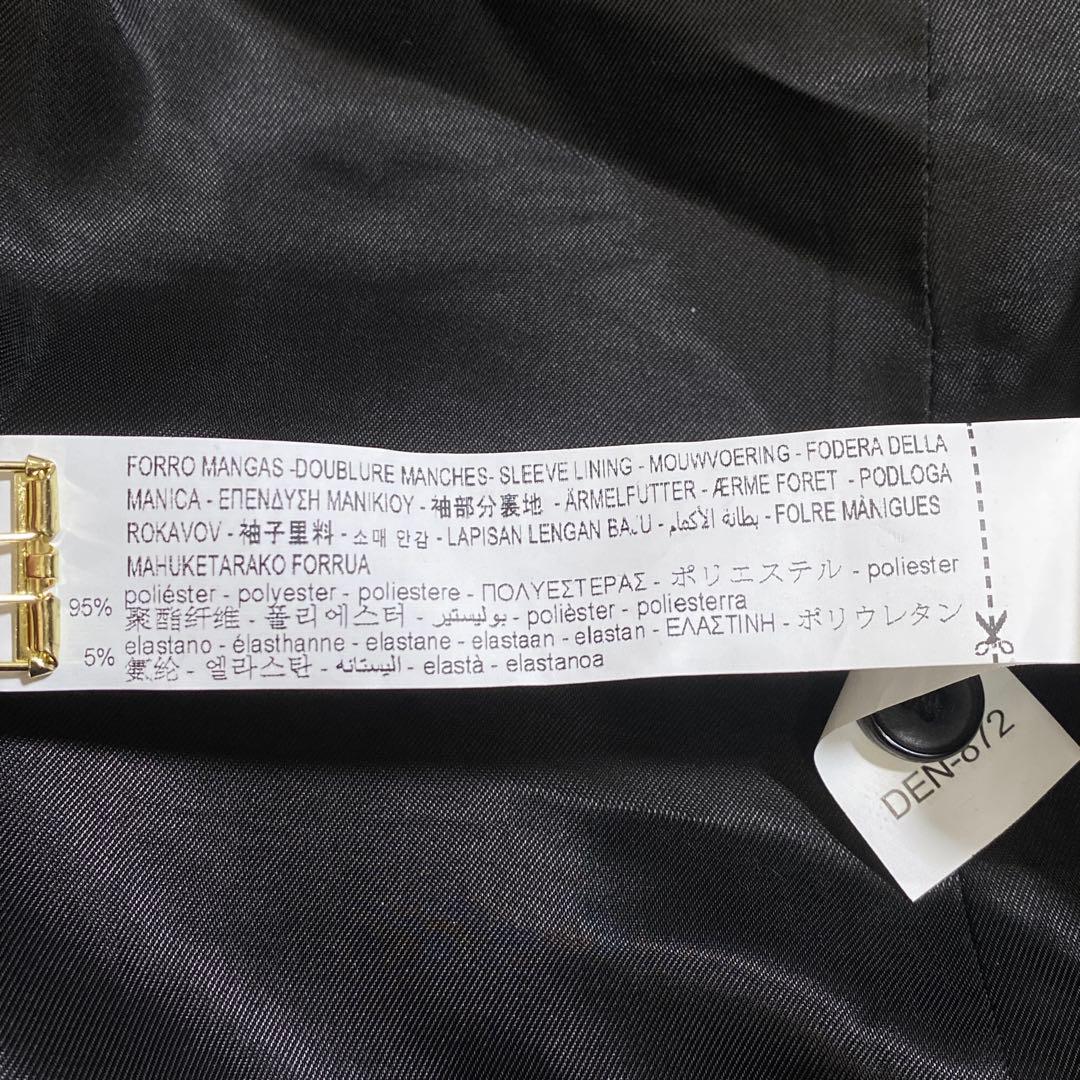 FORRO MANGAS -DOUBLURE MANCHES- SLEEVE LINING - MOUWVOERING - FODERA DELLA
MANICA - ΕΠΕΝΔΥΣΗ ΜΑΝΙΚΙΟΥ - 袖部分裏地 - ÄRMELFUTTER - ÆRME FORET - PODLOGA
ROKAVOV - 袖子里料 - 소매 안감 - LAPISAN LENGAN BAJU - بطانة الأكمام - FOLRE MÀNIGUES
MAHUKETARAKO FORRUA
95% poliéster - polyester - poliestere - ΠΟΛΥΕΣΤΕΡΑΣ - ポリエステル - poliester
聚酯纤维 - 폴리에스터 - بوليستير - polièster - poliesterra
5% elastano - élasthanne - elastane - elastaan - elastan - ΕΛΑΣΤΙΝΗ - ポリウレタン
氨纶 - 엘라스탄 - اليستانه - elastà - elastanoa
DEN-872